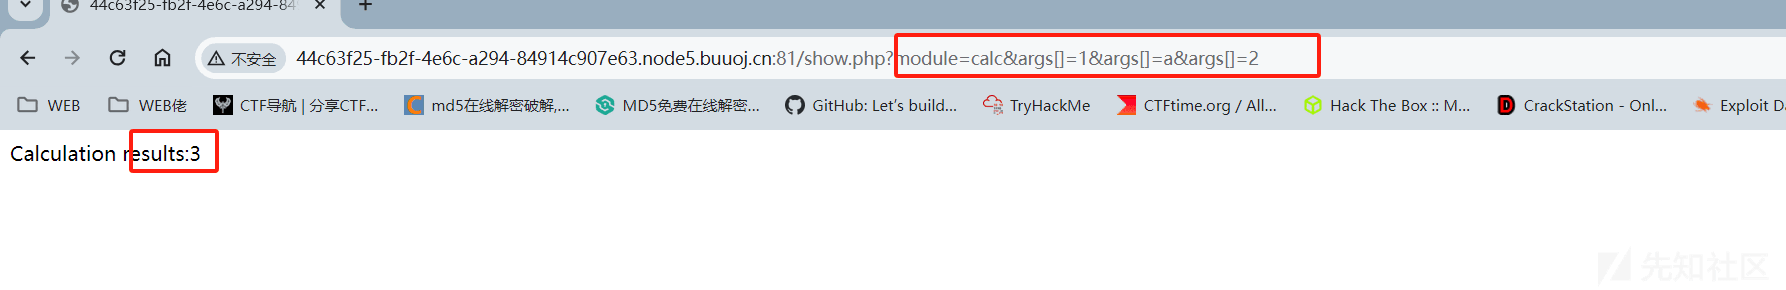 44c63f25-fb2f-4e6c-a294-849
不安全 44c63f25-fb2f-4e6c-a294-84914c907e63.node5.buuoj.cn:81/show.php?module=calc&args[]=1&args[]=a&args[]=2
WEB WEB佬 CTF导航 | 分享CTF... md5在线解密破解,... MD5免费在线解密... GitHub: Let's build... TryHackMe CTFtime.org / All... Hack The Box :: M... CrackStation - Onl... Exploit Da
Calculation results:3
先知社区